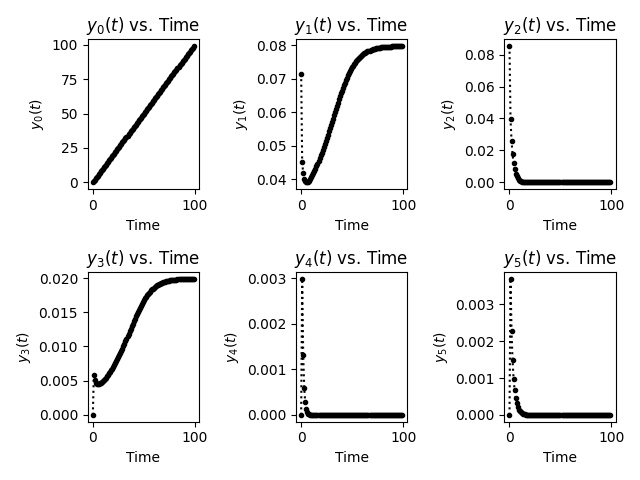 y₀(t) vs. Time
y₁(t) vs. Time
y₂(t) vs. Time
100
75
50
25
0
y₀(t)
0
100
Time
0.08
0.07
0.06
0.05
0.04
y₁(t)
0
100
Time
0.08
0.06
0.04
0.02
0.00
y₂(t)
0
100
Time
y₃(t) vs. Time
y₄(t) vs. Time
y₅(t) vs. Time
0.020
0.015
0.010
0.005
0.000
y₃(t)
0
100
Time
0.003
0.002
0.001
0.000
y₄(t)
0
100
Time
0.003
0.002
0.001
0.000
y₅(t)
0
100
Time